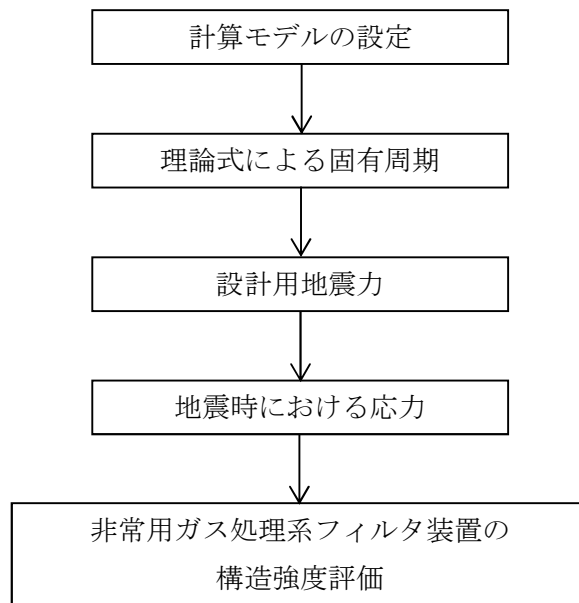 計算モデルの設定
理論式による固有周期
設計用地震力
地震時における応力
非常用ガス処理系フィルタ装置の
構造強度評価